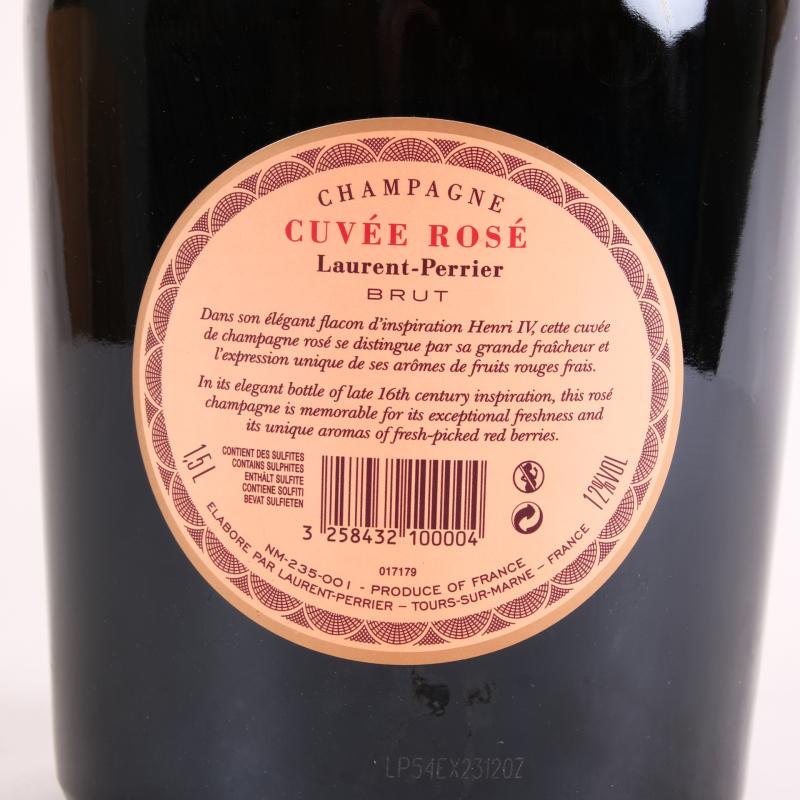 CHAMPAGNE
CUVÉE ROSÉ
Laurent-Perrier
BRUT
Dans son élégant flacon d'inspiration Henri IV, cette cuvée
de champagne rosé se distingue par sa grande fraîcheur et
l'expression unique de ses arômes de fruits rouges frais.
In its elegant bottle of late 16th century inspiration, this rosé
champagne is memorable for its exceptional freshness and
its unique aromas of fresh-picked red berries.
1,5L
CONTIENT DES SULFITES
CONTAINS SULPHITES
ENTHÄLT SULFITE
CONTIENE SOLFITI
BEVAT SULFIETEN
12%VOL
3 258432 100004
017179
NM-235-001 - PRODUCE OF FRANCE
ELABORE PAR LAURENT-PERRIER - TOURS-SUR-MARNE - FRANCE
LP54EX23120Z